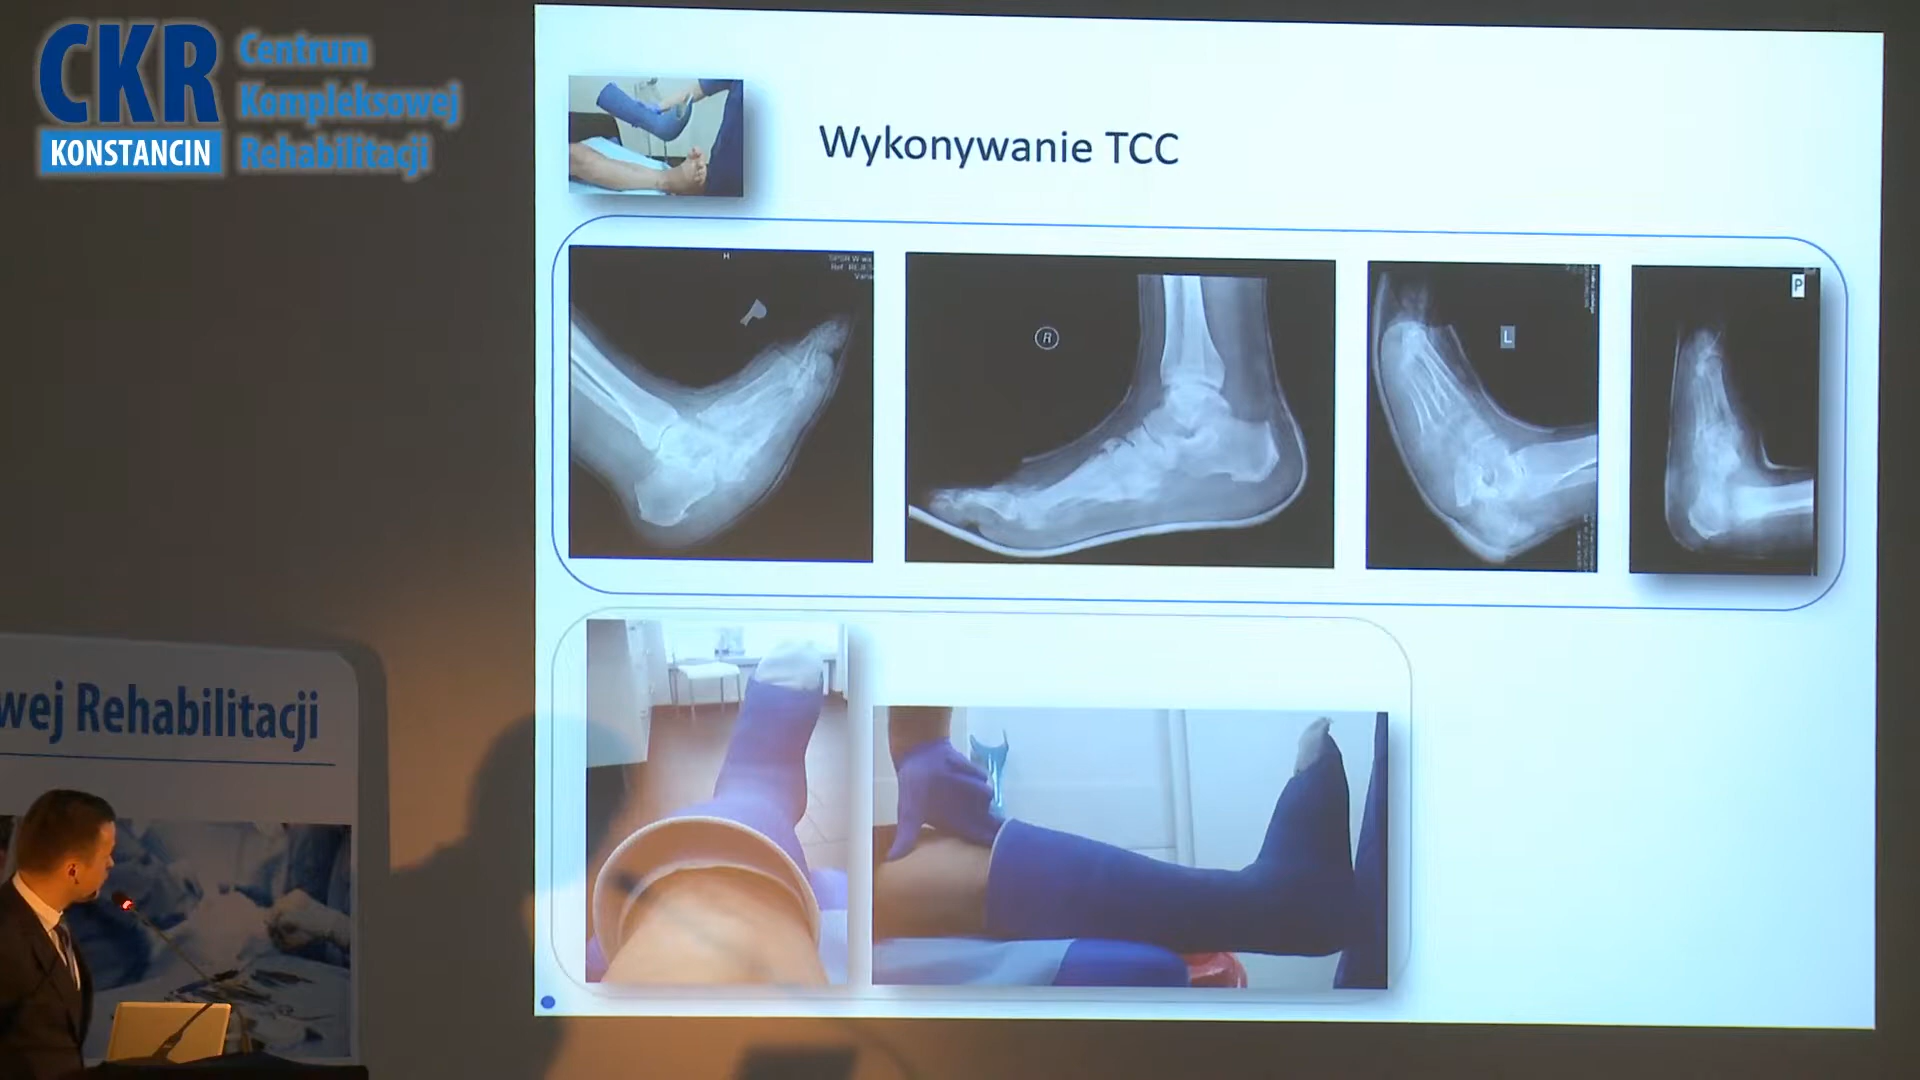 CKR
KONSTANCIN
Centrum
Kompleksowej
Rehabilitacji
Wykonywanie TCC
H
R
L
P
wej Rehabilitacji